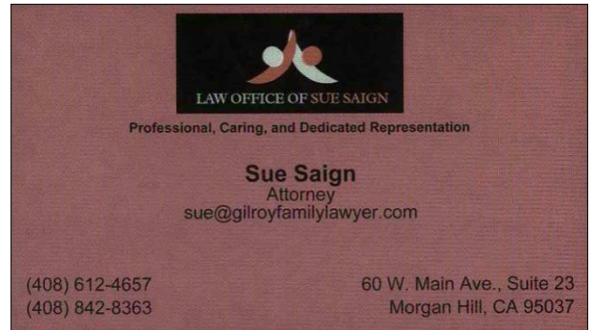 LAW OFFICE OF SUE SAIGN
Professional, Caring, and Dedicated Representation
Sue Saign
Attorney
sue@gilroyfamilylawyer.com
(408) 612-4657
(408) 842-8363
60 W. Main Ave., Suite 23
Morgan Hill, CA 95037